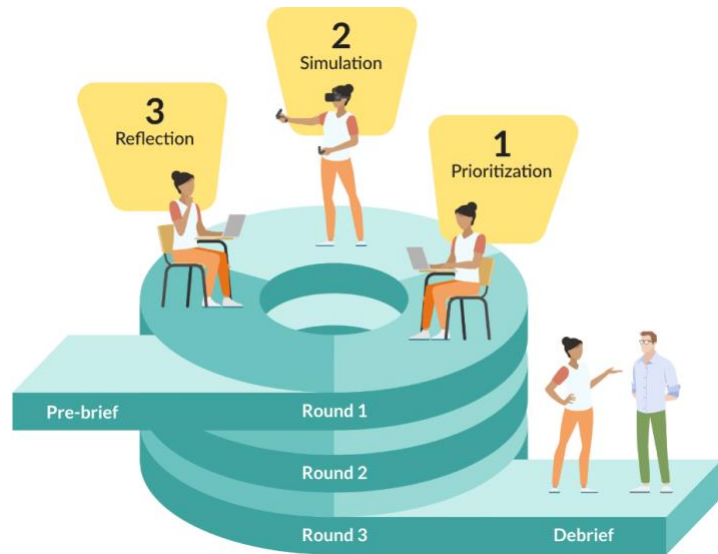 2
Simulation
3
Reflection
1
Prioritization
Pre-brief
Round 1
Round 2
Round 3
Debrief